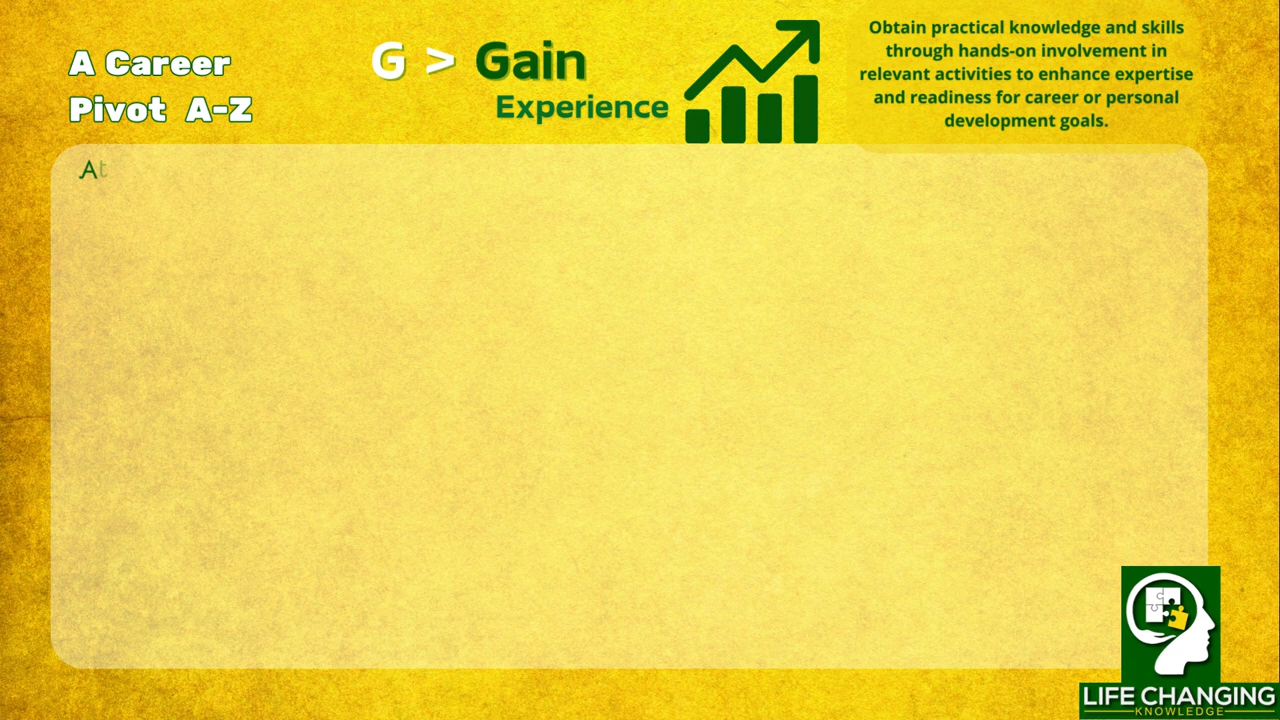 A Career
Pivot A-Z
G > Gain
Experience
Obtain practical knowledge and skills
through hands-on involvement in
relevant activities to enhance expertise
and readiness for career or personal
development goals.
At
LIFE CHANGING
KNOWLEDGE